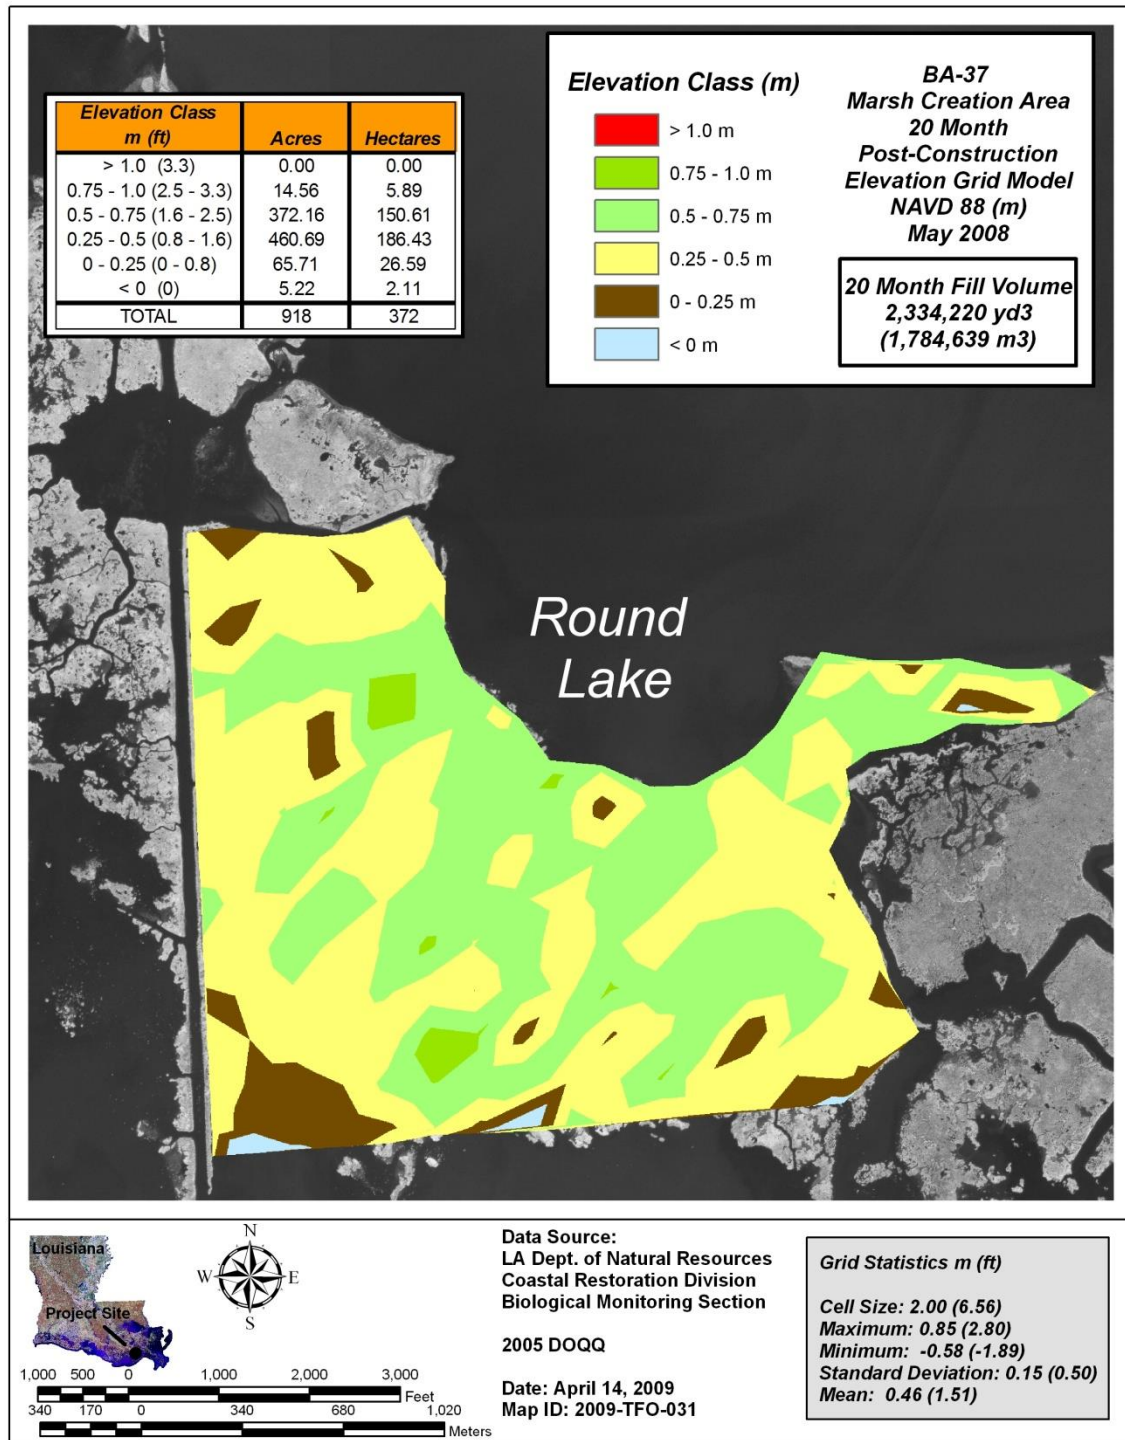 Elevation Class
m (ft) Acres Hectares
> 1.0 (3.3) 0.00 0.00
0.75 - 1.0 (2.5 - 3.3) 14.56 5.89
0.5 - 0.75 (1.6 - 2.5) 372.16 150.61
0.25 - 0.5 (0.8 - 1.6) 460.69 186.43
0 - 0.25 (0 - 0.8) 65.71 26.59
< 0 (0) 5.22 2.11
TOTAL 918 372
Elevation Class (m)
> 1.0 m
0.75 - 1.0 m
0.5 - 0.75 m
0.25 - 0.5 m
0 - 0.25 m
< 0 m
BA-37
Marsh Creation Area
20 Month
Post-Construction
Elevation Grid Model
NAVD 88 (m)
May 2008
20 Month Fill Volume
2,334,220 yd3
(1,784,639 m3)
Round
Lake
Louisiana
Project Site
N
W E
S
1,000 500 0 1,000 2,000 3,000
Feet
340 170 0 340 680 1,020
Meters
Data Source:
LA Dept. of Natural Resources
Coastal Restoration Division
Biological Monitoring Section
2005 DOQQ
Date: April 14, 2009
Map ID: 2009-TFO-031
Grid Statistics m (ft)
Cell Size: 2.00 (6.56)
Maximum: 0.85 (2.80)
Minimum: -0.58 (-1.89)
Standard Deviation: 0.15 (0.50)
Mean: 0.46 (1.51)